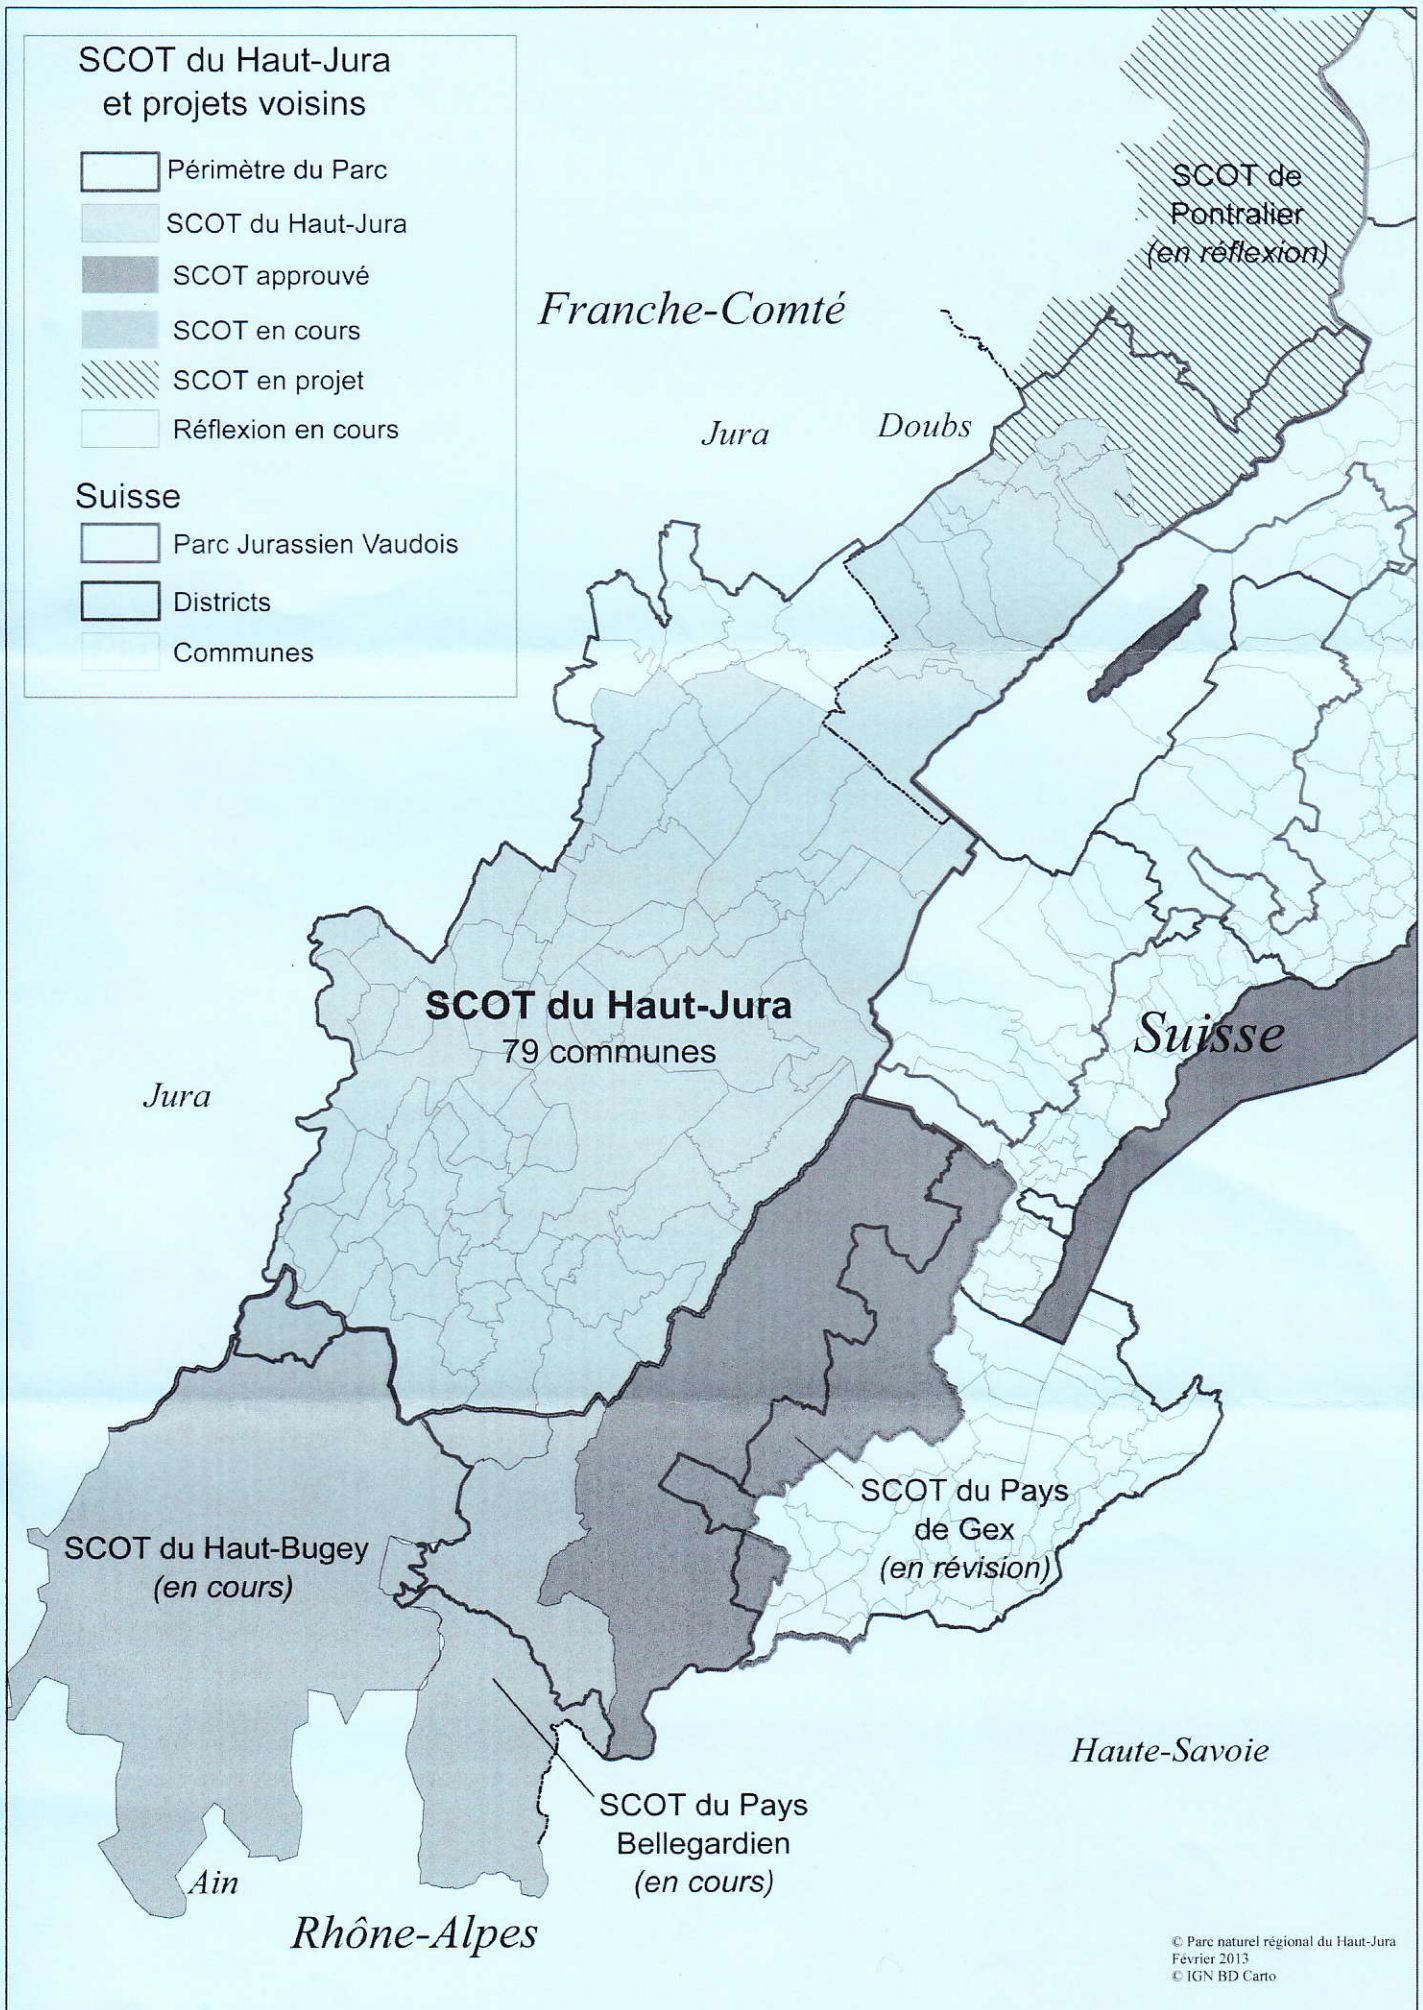 SCOT du Haut-Jura
et projets voisins
Périmètre du Parc
SCOT du Haut-Jura
SCOT approuvé
SCOT en cours
SCOT en projet
Réflexion en cours
Suisse
Parc Jurassien Vaudois
Districts
Communes
SCOT de
Pontralier
(en réflexion)
Franche-Comté
Jura
Doubs
SCOT du Haut-Jura
79 communes
Suisse
Jura
SCOT du Pays
de Gex
(en révision)
SCOT du Haut-Bugey
(en cours)
Haute-Savoie
SCOT du Pays
Bellegardien
(en cours)
Ain
Rhône-Alpes
© Parc naturel régional du Haut-Jura
Février 2013
© IGN BD Carto